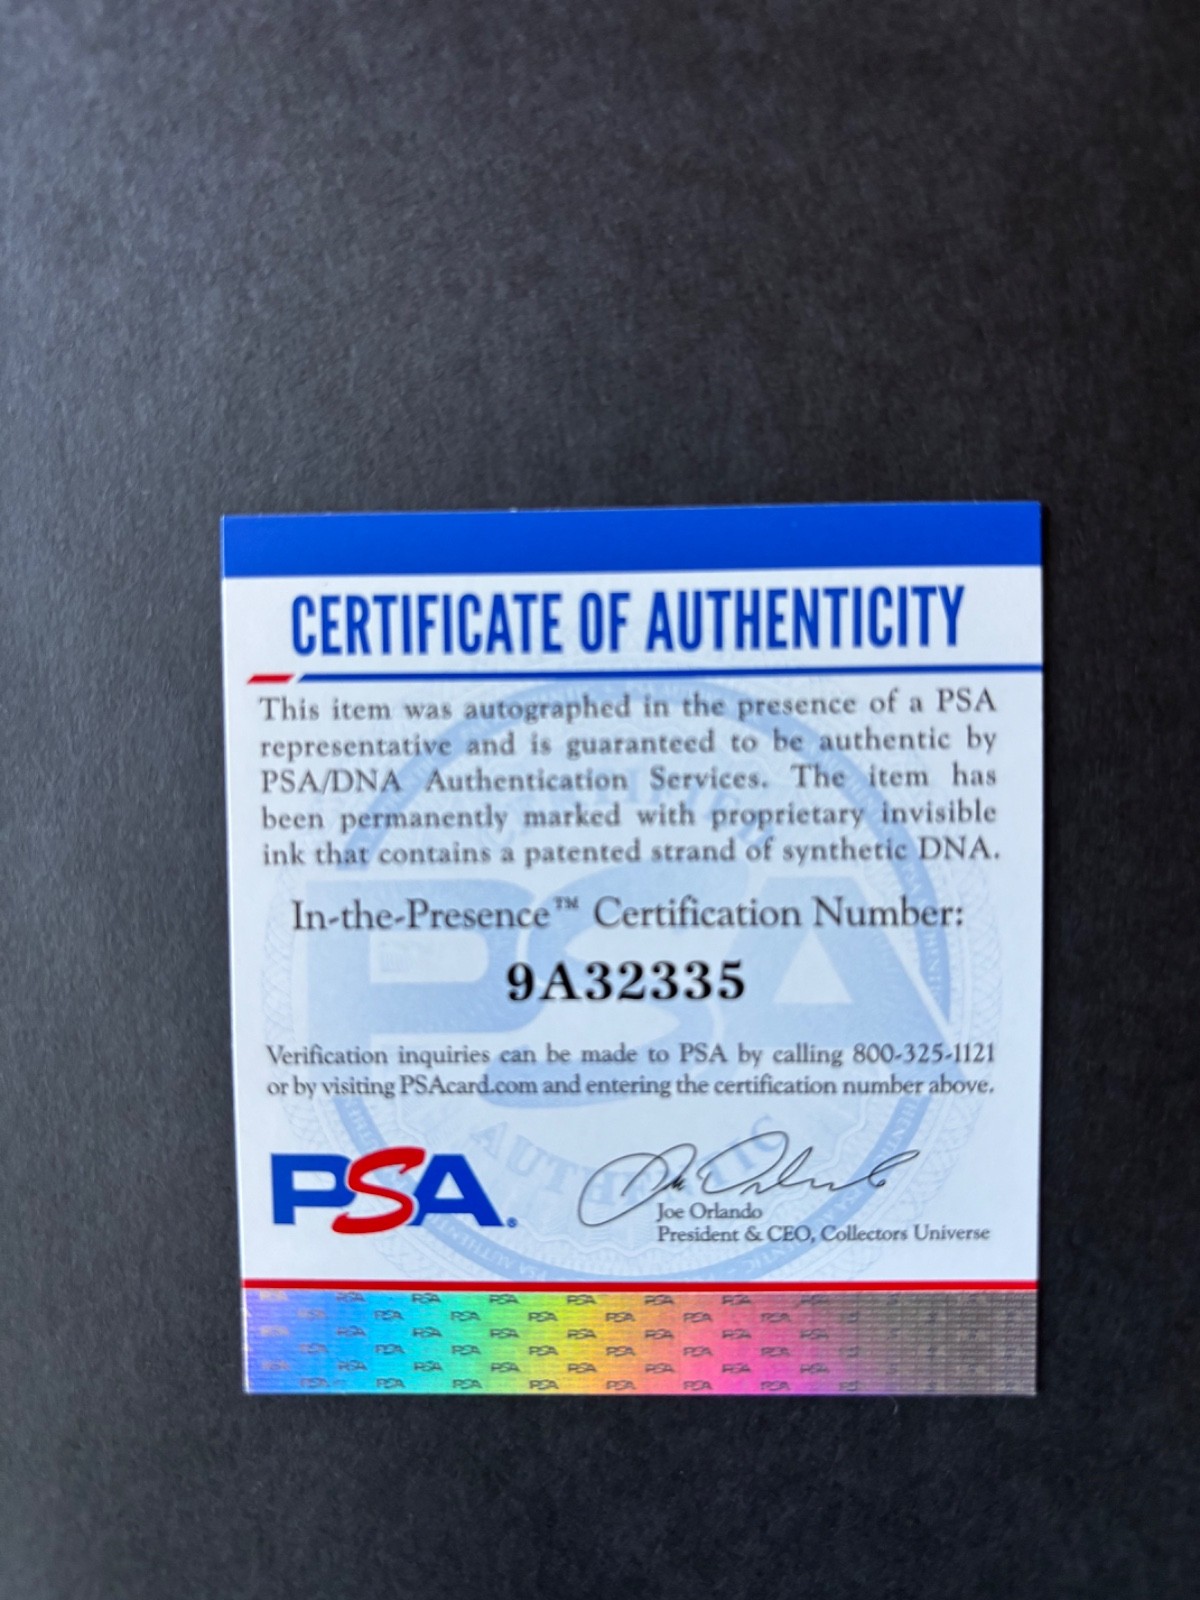 CERTIFICATE OF AUTHENTICITY
This item was autographed in the presence of a PSA
representative and is guaranteed to be authentic by
PSA/DNA Authentication Services. The item has
been permanently marked with proprietary invisible
ink that contains a patented strand of synthetic DNA.
In-the-Presence™ Certification Number:
9A32335
Verification inquiries can be made to PSA by calling 800-325-1121
or by visiting PSAcard.com and entering the certification number above.
PSA®
Joe Orlando
President & CEO, Collectors Universe